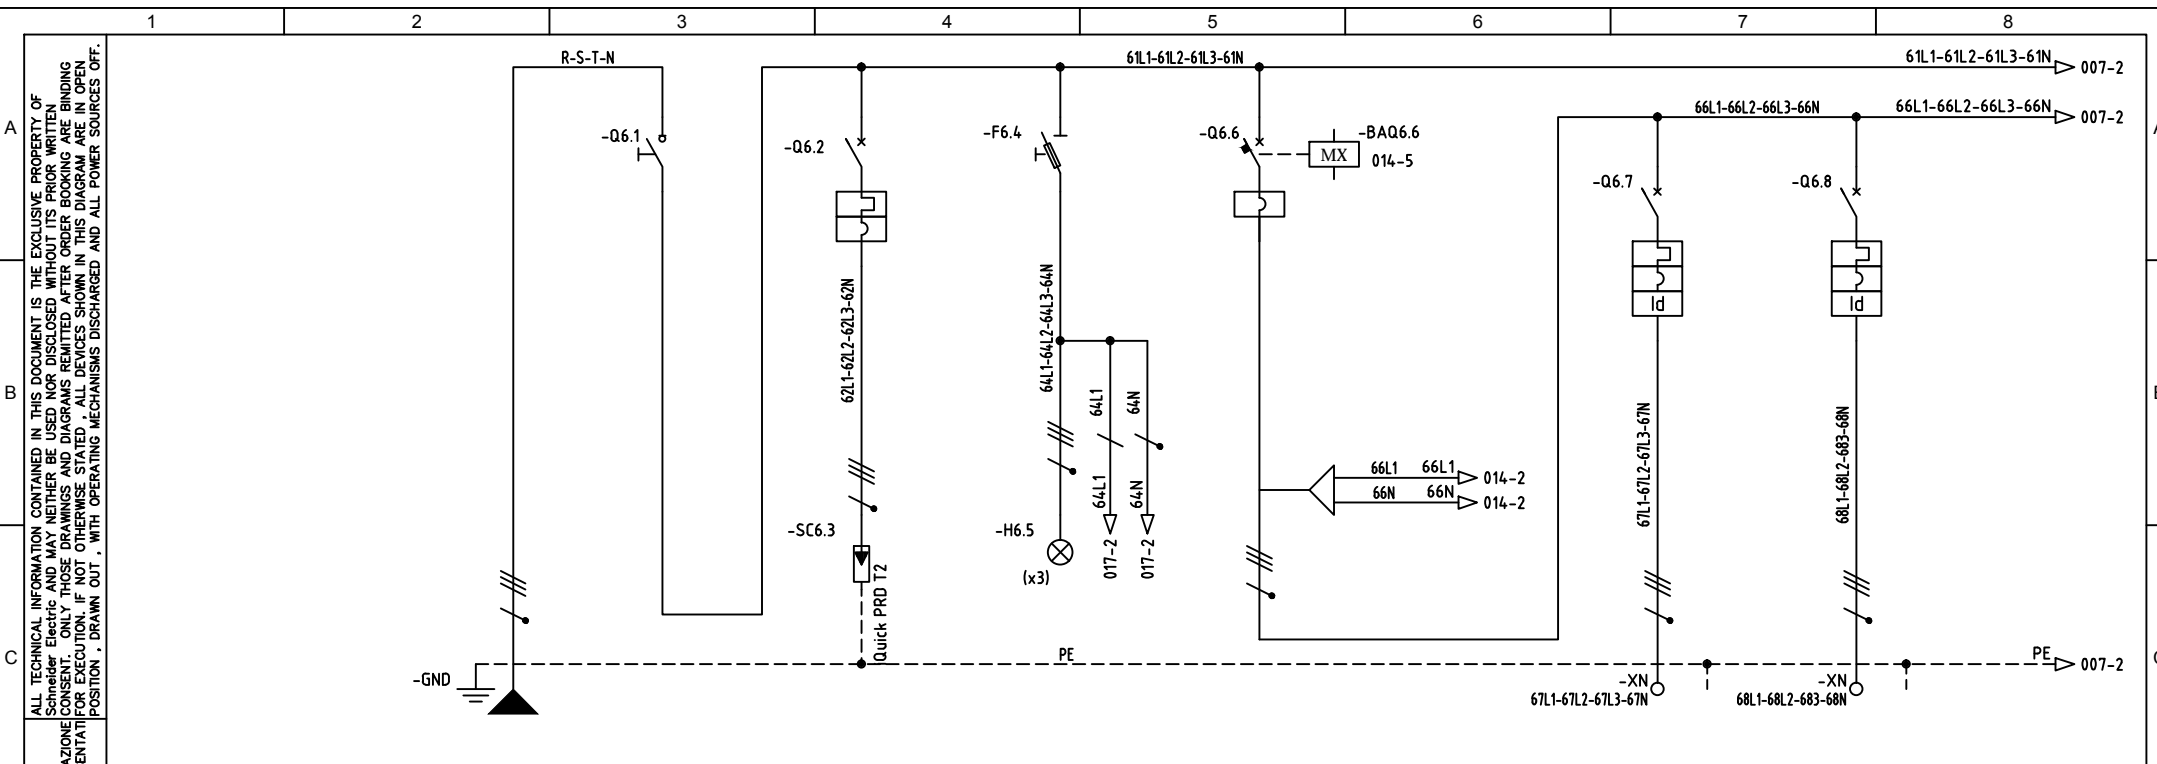 1 2 3 4 5 6 7 8
A
B
C
ALL TECHNICAL INFORMATION CONTAINED IN THIS DOCUMENT IS THE EXCLUSIVE PROPERTY OF
Schneider Electric AND MAY NEITHER BE USED NOR DISCLOSED WITHOUT ITS PRIOR WRITTEN
CONSENT. ONLY THOSE DRAWINGS AND DIAGRAMS REMITTED AFTER ORDER BOOKING ARE BINDING
FOR EXECUTION. IF NOT OTHERWISE STATED , ALL DEVICES SHOWN IN THIS DIAGRAM ARE IN OPEN
POSITION , DRAWN OUT , WITH OPERATING MECHANISMS DISCHARGED AND ALL POWER SOURCES OFF.
AZIONE
ENTATI
R-S-T-N
61L1-61L2-61L3-61N
61L1-61L2-61L3-61N
007-2
66L1-66L2-66L3-66N
66L1-66L2-66L3-66N
007-2
-Q6.1
-Q6.2
-F6.4
-Q6.6
MX
-BAQ6.6
014-5
-Q6.7
-Q6.8
Id
Id
62L1-62L2-62L3-62N
64L1-64L2-64L3-64N
64L1
64N
64L1
64N
017-2
017-2
66L1
66L1
014-2
66N
66N
014-2
67L1-67L2-67L3-67N
68L1-68L2-683-68N
-SC6.3
Quick PRD T2
-H6.5
(x3)
PE
PE
007-2
-GND
-XN
67L1-67L2-67L3-67N
-XN
68L1-68L2-683-68N